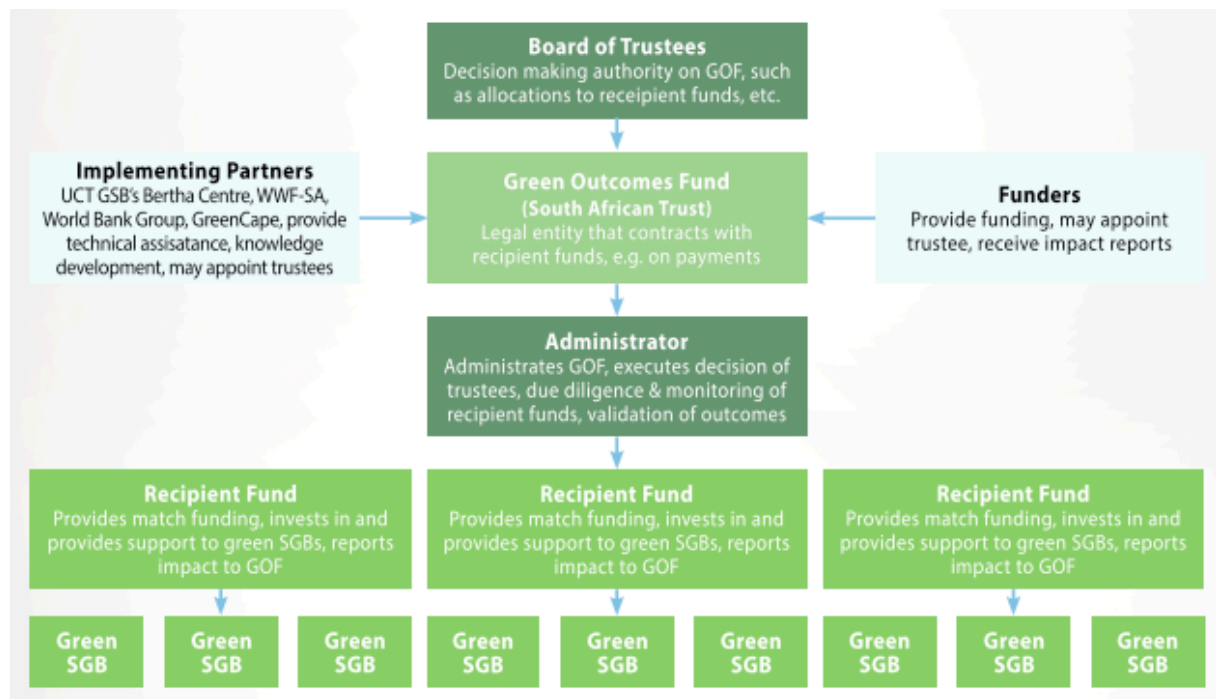 Board of Trustees
Decision making authority on GOF, such
as allocations to receipient funds, etc.
Implementing Partners
UCT GSB's Bertha Centre, WWF-SA,
World Bank Group, GreenCape, provide
technical assisatance, knowledge
development, may appoint trustees
Green Outcomes Fund
(South African Trust)
Legal entity that contracts with
recipient funds, e.g. on payments
Funders
Provide funding, may appoint
trustee, receive impact reports
Administrator
Administrates GOF, executes decision of
trustees, due diligence & monitoring of
recipient funds, validation of outcomes
Recipient Fund
Provides match funding, invests in and
provides support to green SGBs, reports
impact to GOF
Recipient Fund
Provides match funding, invests in and
provides support to green SGBs, reports
impact to GOF
Recipient Fund
Provides match funding, invests in and
provides support to green SGBs, reports
impact to GOF
Green
SGB
Green
SGB
Green
SGB
Green
SGB
Green
SGB
Green
SGB
Green
SGB
Green
SGB
Green
SGB